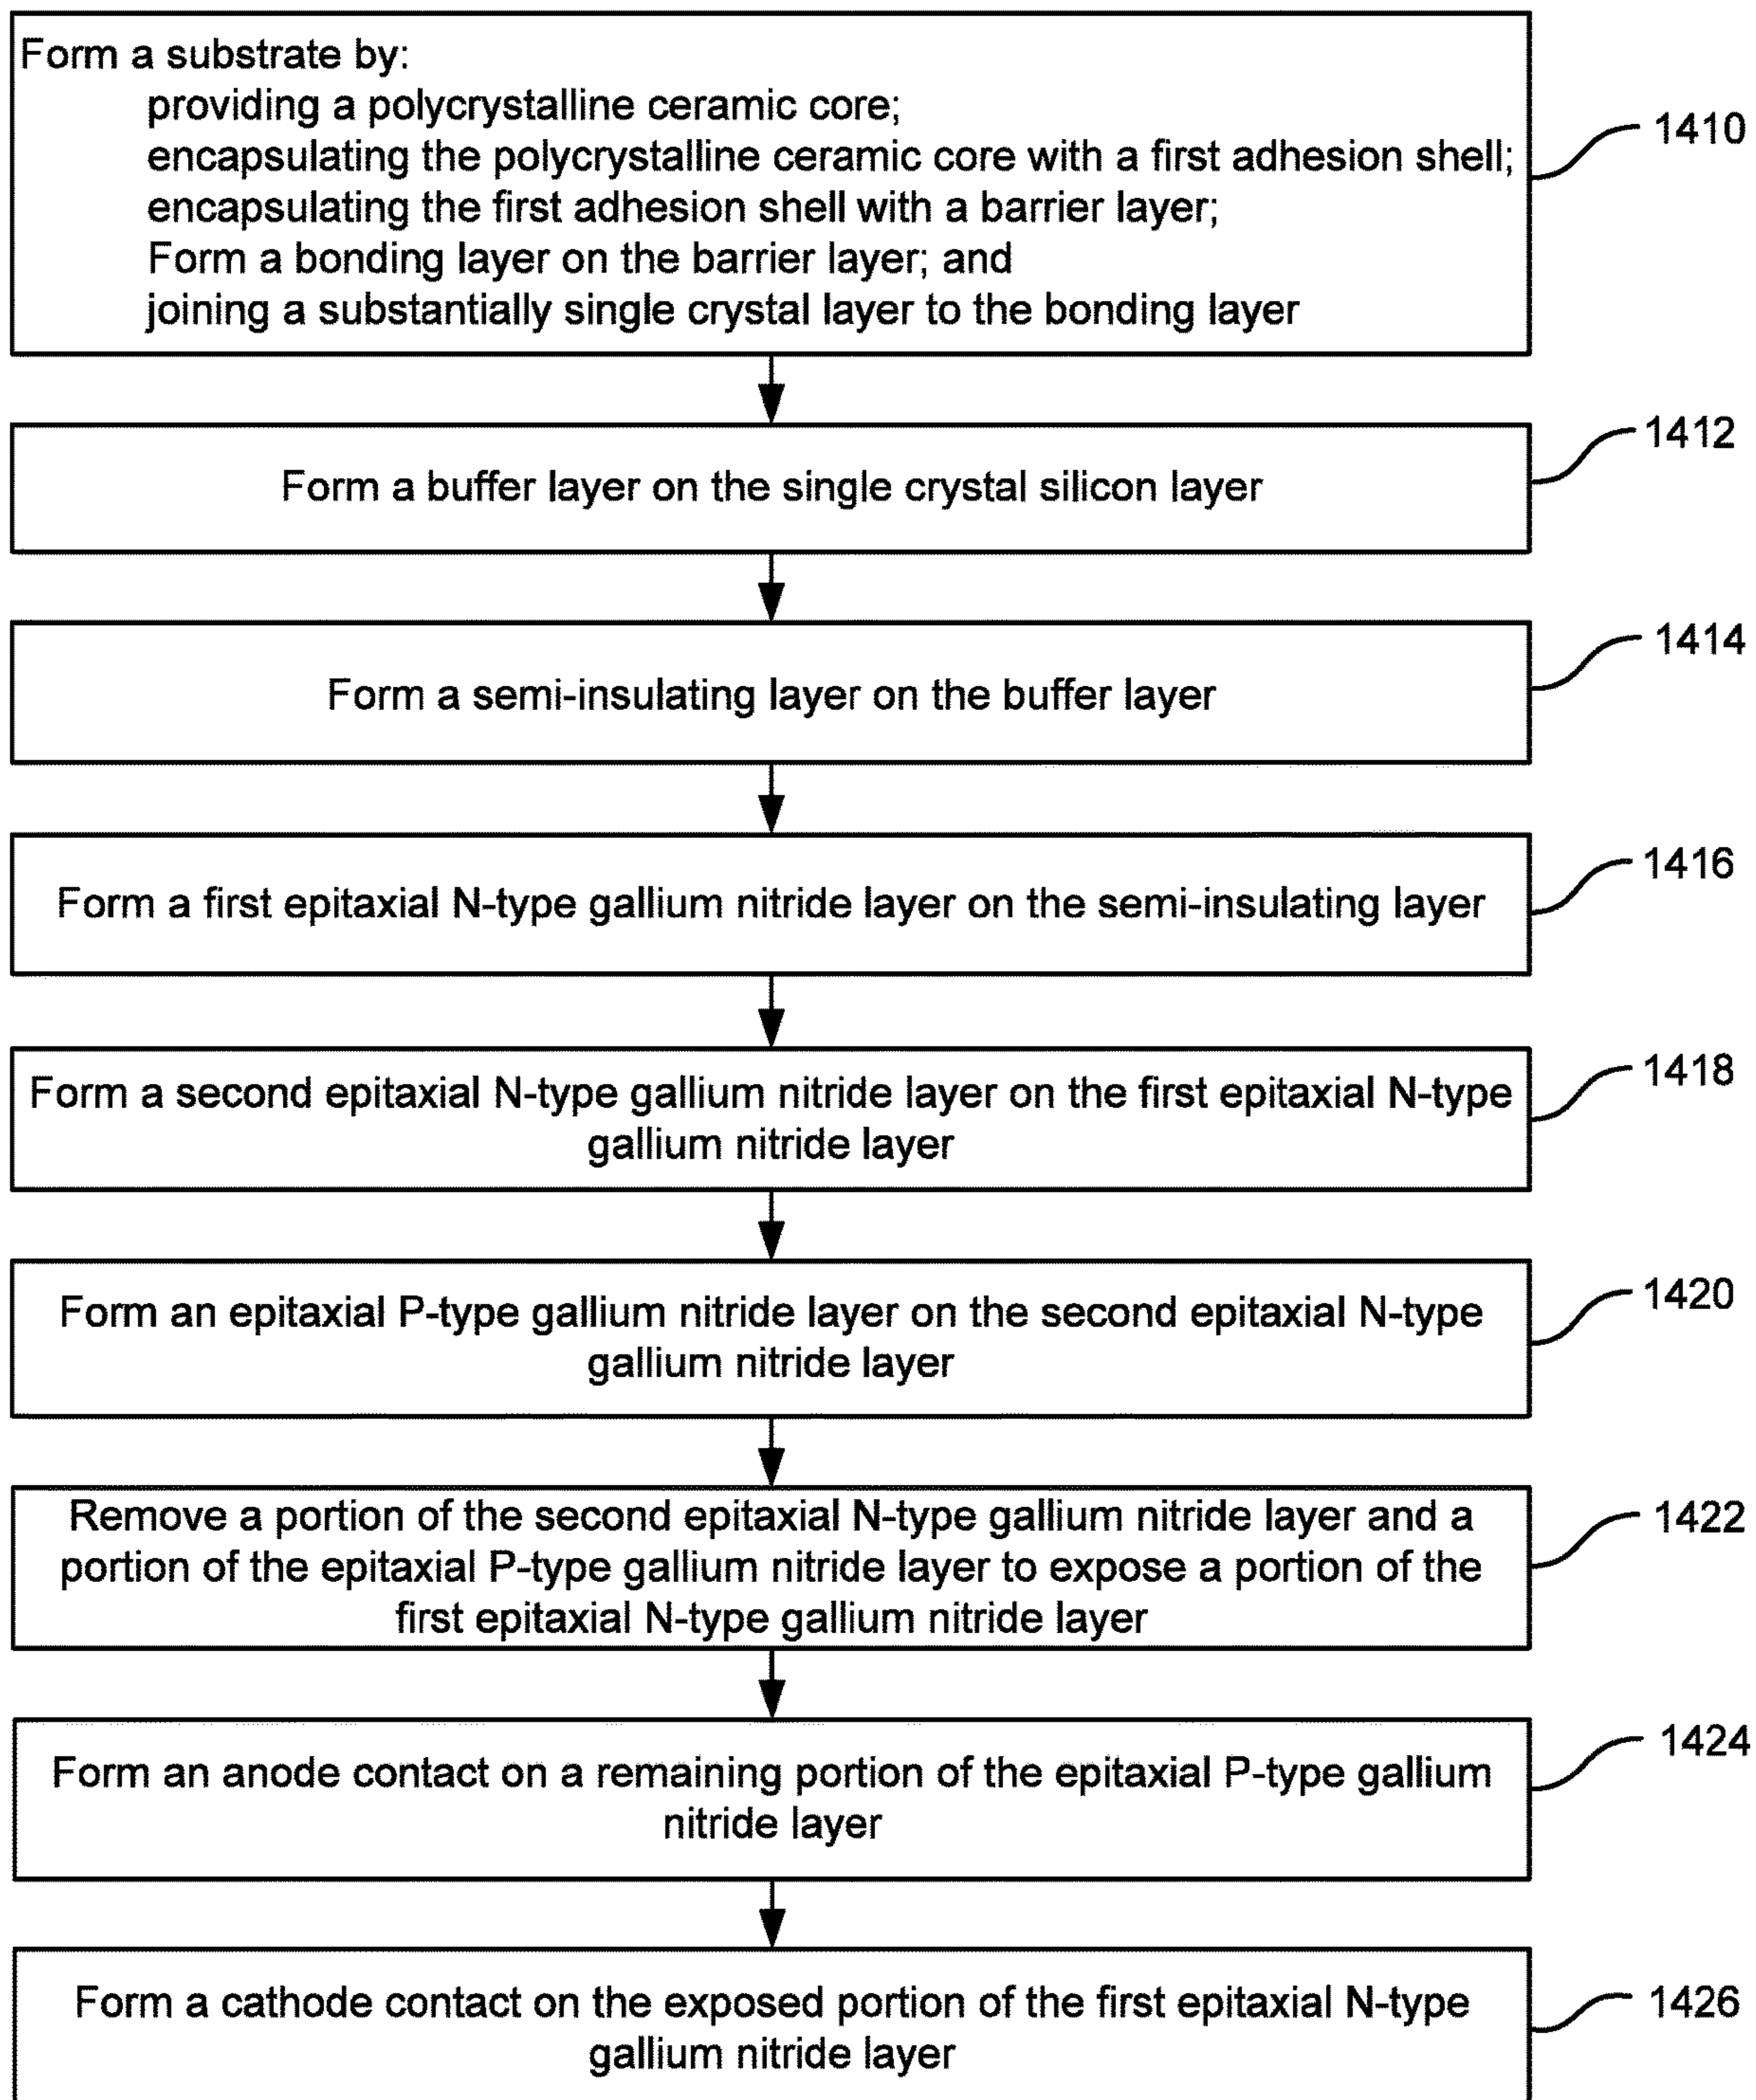 Form a substrate by:
providing a polycrystalline ceramic core;
encapsulating the polycrystalline ceramic core with a first adhesion shell;
encapsulating the first adhesion shell with a barrier layer;
Form a bonding layer on the barrier layer; and
joining a substantially single crystal layer to the bonding layer
1410
Form a buffer layer on the single crystal silicon layer
1412
Form a semi-insulating layer on the buffer layer
1414
Form a first epitaxial N-type gallium nitride layer on the semi-insulating layer
1416
Form a second epitaxial N-type gallium nitride layer on the first epitaxial N-type
gallium nitride layer
1418
Form an epitaxial P-type gallium nitride layer on the second epitaxial N-type
gallium nitride layer
1420
Remove a portion of the second epitaxial N-type gallium nitride layer and a
portion of the epitaxial P-type gallium nitride layer to expose a portion of the
first epitaxial N-type gallium nitride layer
1422
Form an anode contact on a remaining portion of the epitaxial P-type gallium
nitride layer
1424
Form a cathode contact on the exposed portion of the first epitaxial N-type
gallium nitride layer
1426